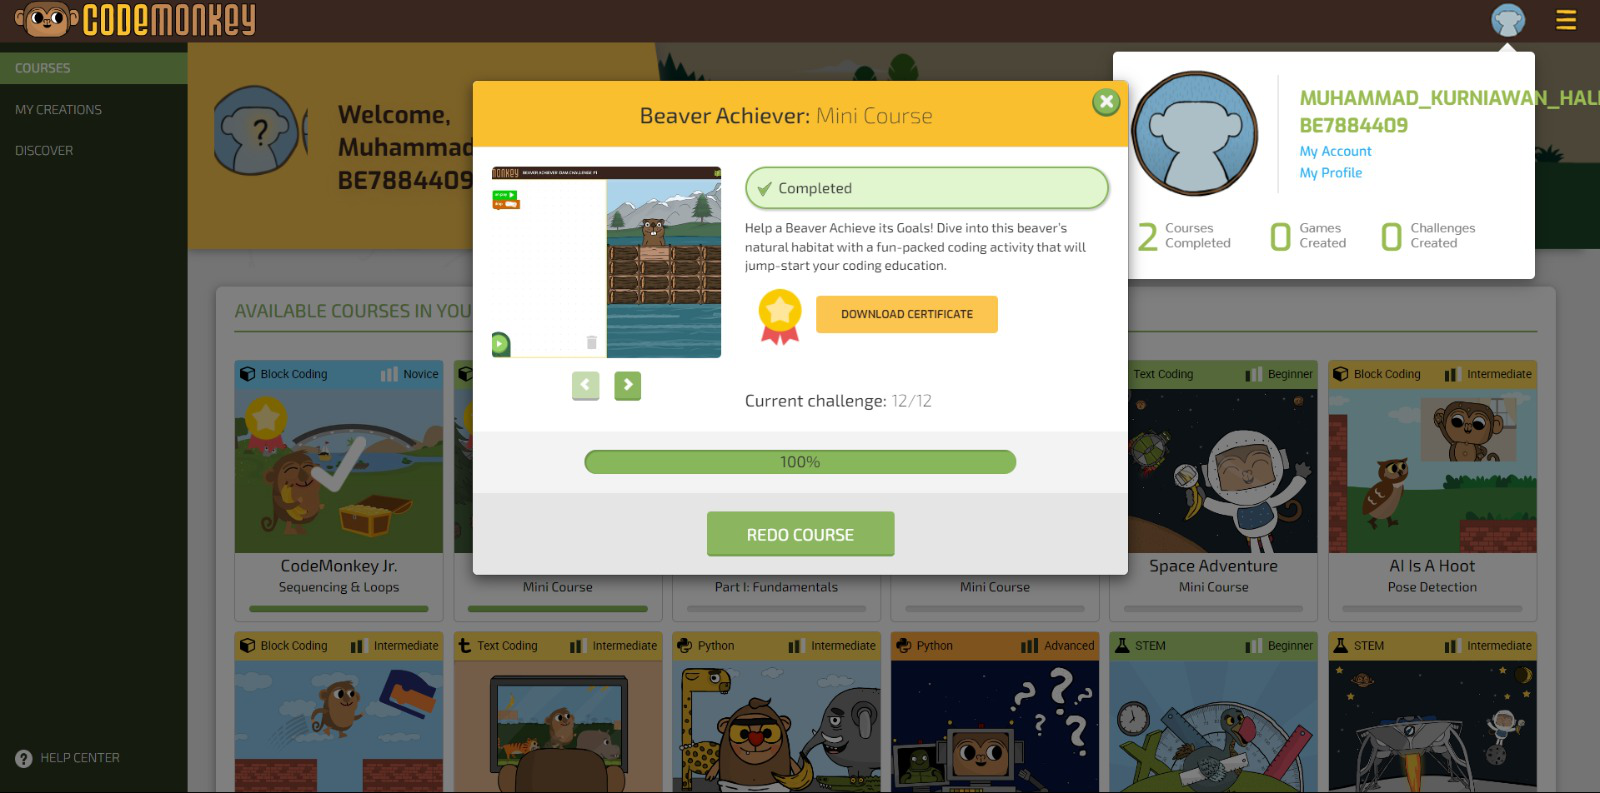 CODEMONKEY
COURSES
MY CREATIONS
DISCOVER
HELP CENTER
Welcome,
Muhammad
BE7884409
MUHAMMAD_KURNIAWAN_HALI
BE7884409
My Account
My Profile
2 Courses Completed
0 Games Created
0 Challenges Created
Beaver Achiever: Mini Course
BEAVER ACHIEVER
Completed
Help a Beaver Achieve its Goals! Dive into this beaver's
natural habitat with a fun-packed coding activity that will
jump-start your coding education.
DOWNLOAD CERTIFICATE
Current challenge: 12/12
100%
REDO COURSE
AVAILABLE COURSES IN YOU
Block Coding Novice
CodeMonkey Jr.
Sequencing & Loops
Mini Course
Part I: Fundamentals
Mini Course
Text Coding Beginner
Space Adventure
Mini Course
Block Coding Intermediate
AI Is A Hoot
Pose Detection
Block Coding Intermediate
Text Coding Intermediate
Python Intermediate
Python Advanced
STEM Beginner
STEM Intermediate